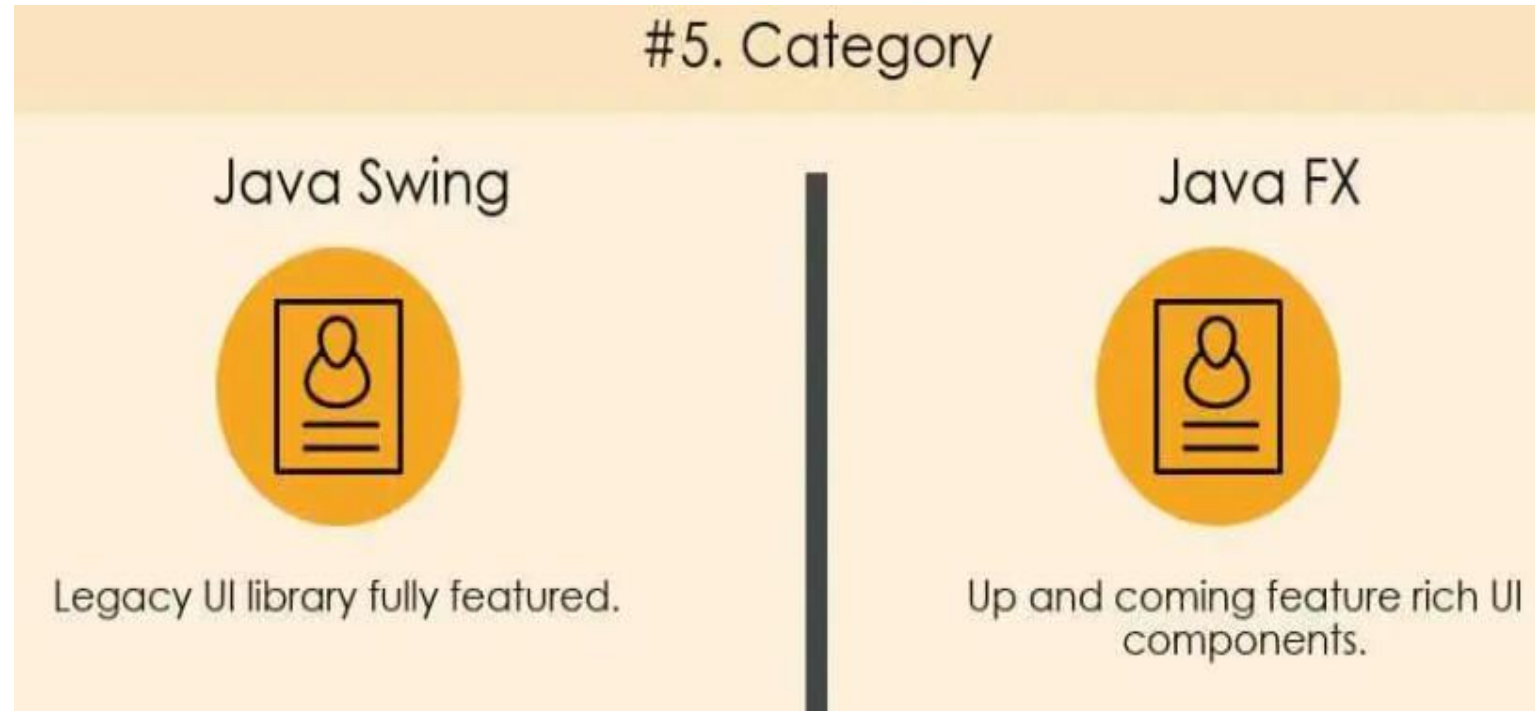 #5. Category
Java Swing
Java FX
Legacy UI library fully featured.
Up and coming feature rich UI
components.